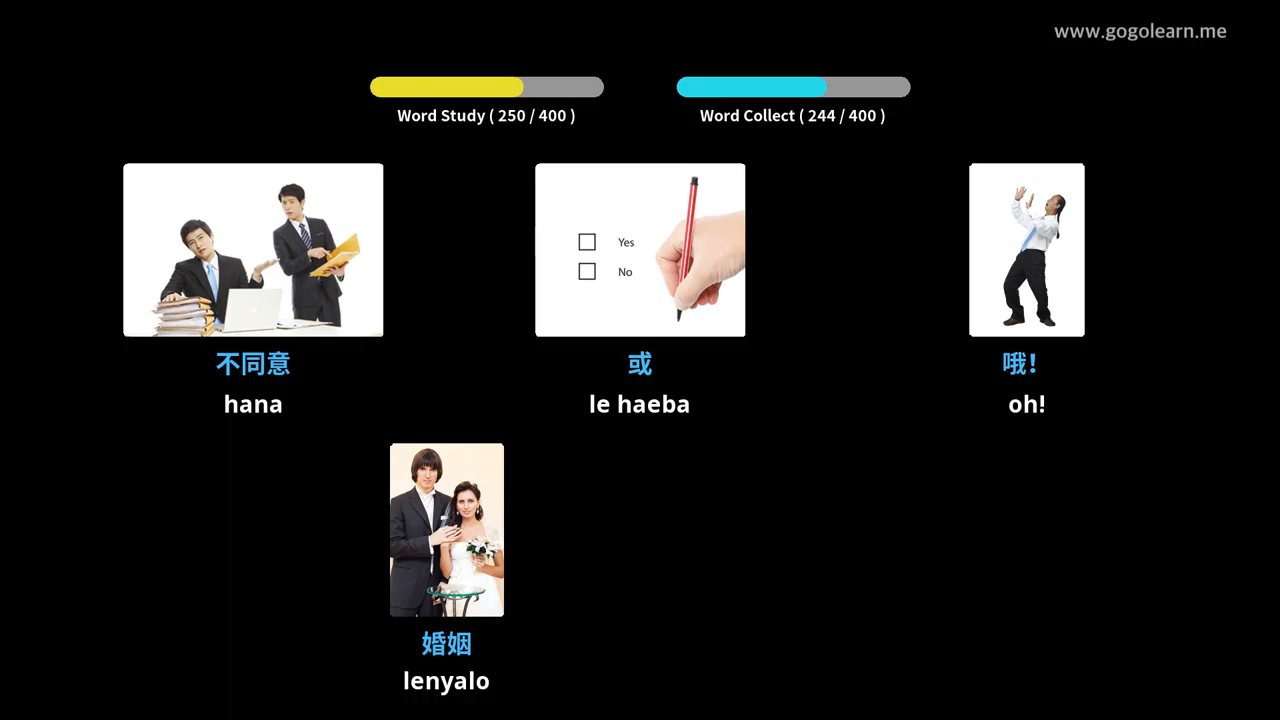 www.gogolearn.me
Word Study ( 250 / 400 )
Word Collect ( 244 / 400 )
Yes
No
不同意
hana
或
le haeba
哦!
oh!
婚姻
lenyalo